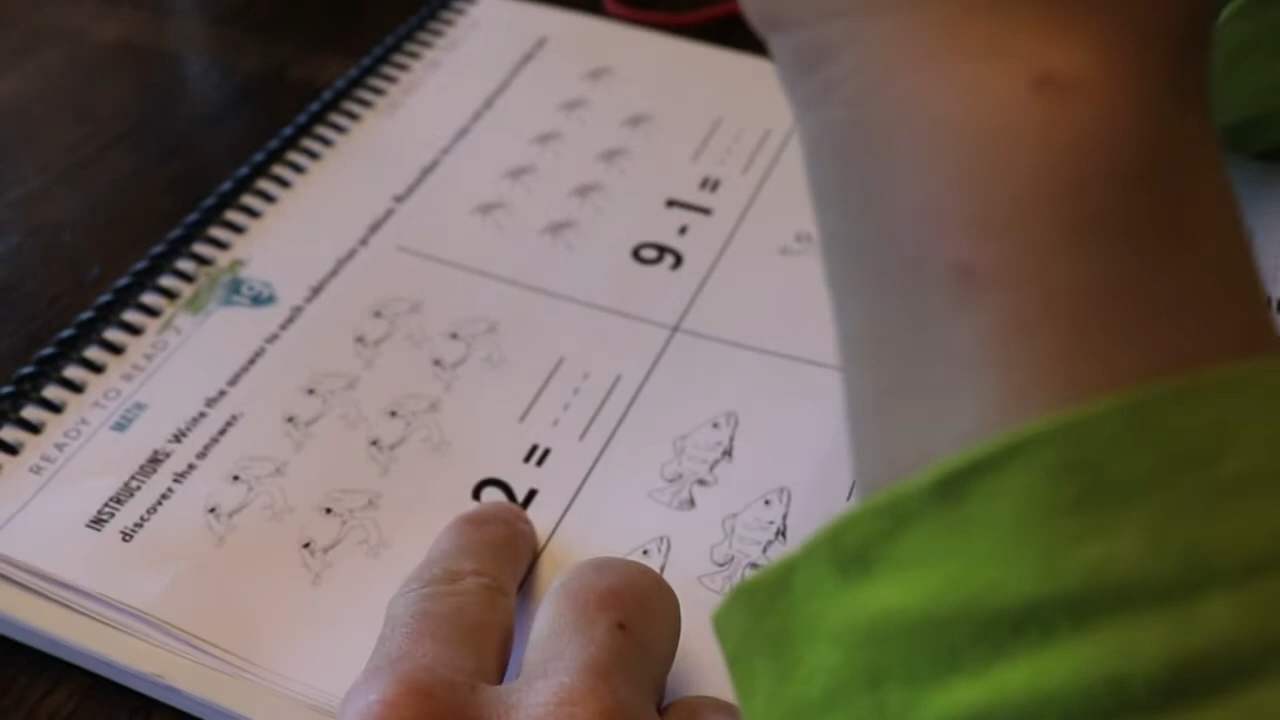 READY TO READ
MATH
INSTRUCTIONS: Write the answer to each subtraction problem.
discover the answer.
2 =
9 - 1 =